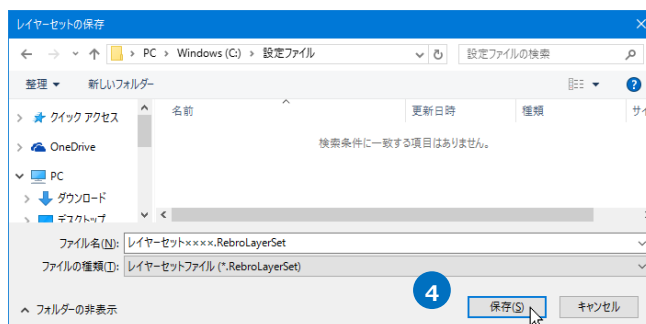 レイヤーセットの保存
PC › Windows (C:) › 設定ファイル
設定ファイルの検索
整理
新しいフォルダー
クイック アクセス
OneDrive
PC
ダウンロード
デスクトップ
名前
更新日時
種類
サイ
検索条件に一致する項目はありません。
ファイル名(N):
レイヤーセット××××.RebroLayerSet
ファイルの種類(T):
レイヤーセットファイル (*.RebroLayerSet)
フォルダーの非表示
4
保存(S)
キャンセル